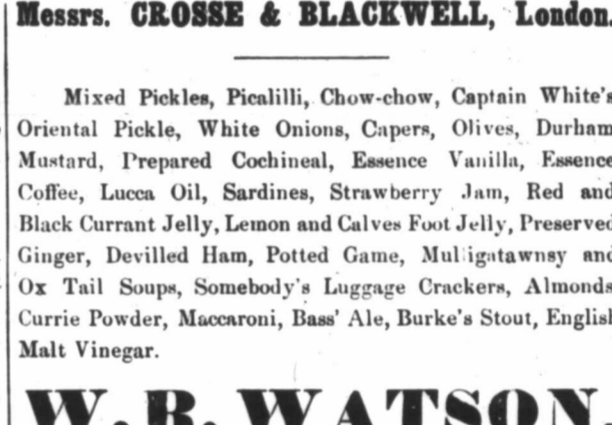 Messrs. CROSSE & BLACKWELL, London.
Mixed Pickles, Picalilli, Chow-chow, Captain White's
Oriental Pickle, White Onions, Capers, Olives, Durham
Mustard, Prepared Cochineal, Essence Vanilla, Essence
Coffee, Lucca Oil, Sardines, Strawberry Jam, Red and
Black Currant Jelly, Lemon and Calves Foot Jelly, Preserved
Ginger, Devilled Ham, Potted Game, Mulligatawnsy and
Ox Tail Soups, Somebody's Luggage Crackers, Almonds
Currie Powder, Maccaroni, Bass' Ale, Burke's Stout, English
Malt Vinegar.
W. R. WATSON.